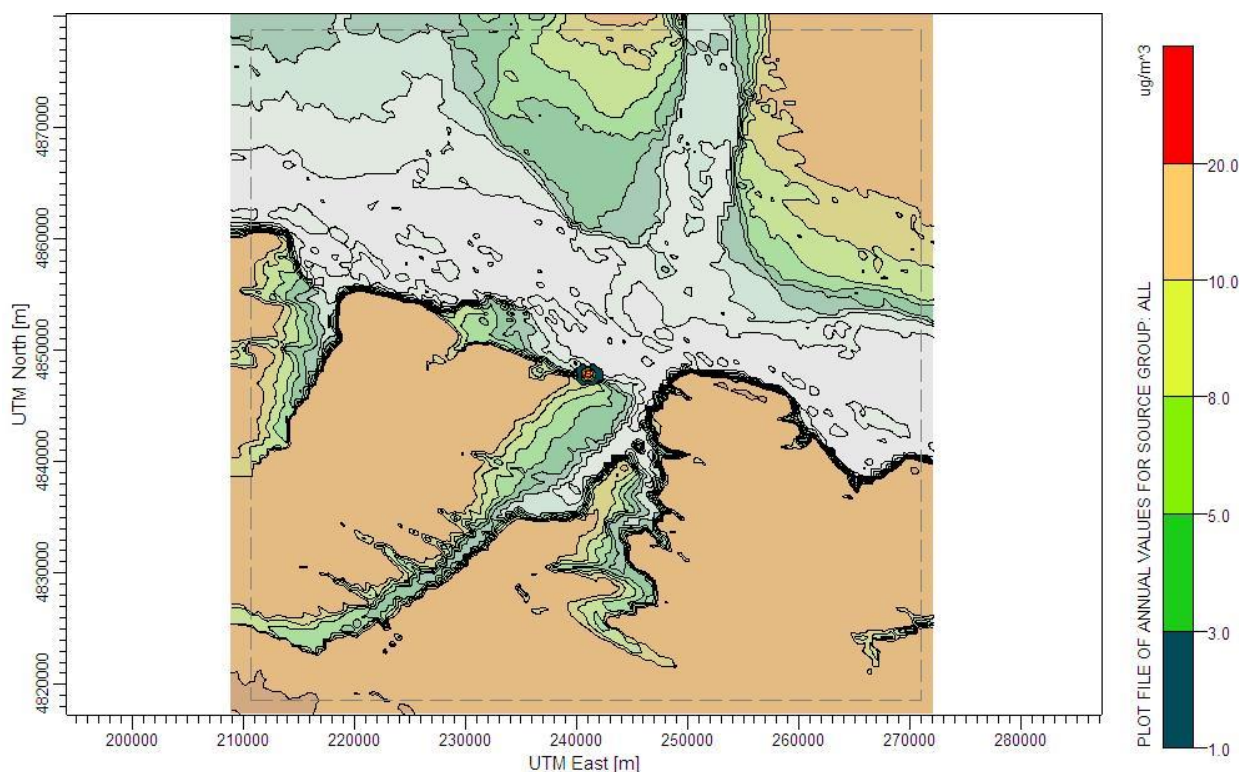 ug/m^3
20.0
10.0
8.0
5.0
3.0
1.0
PLOT FILE OF ANNUAL VALUES FOR SOURCE GROUP: ALL
UTM North [m]
4870000
4860000
4850000
4840000
4830000
4820000
200000 210000 220000 230000 240000 250000 260000 270000 280000
UTM East [m]